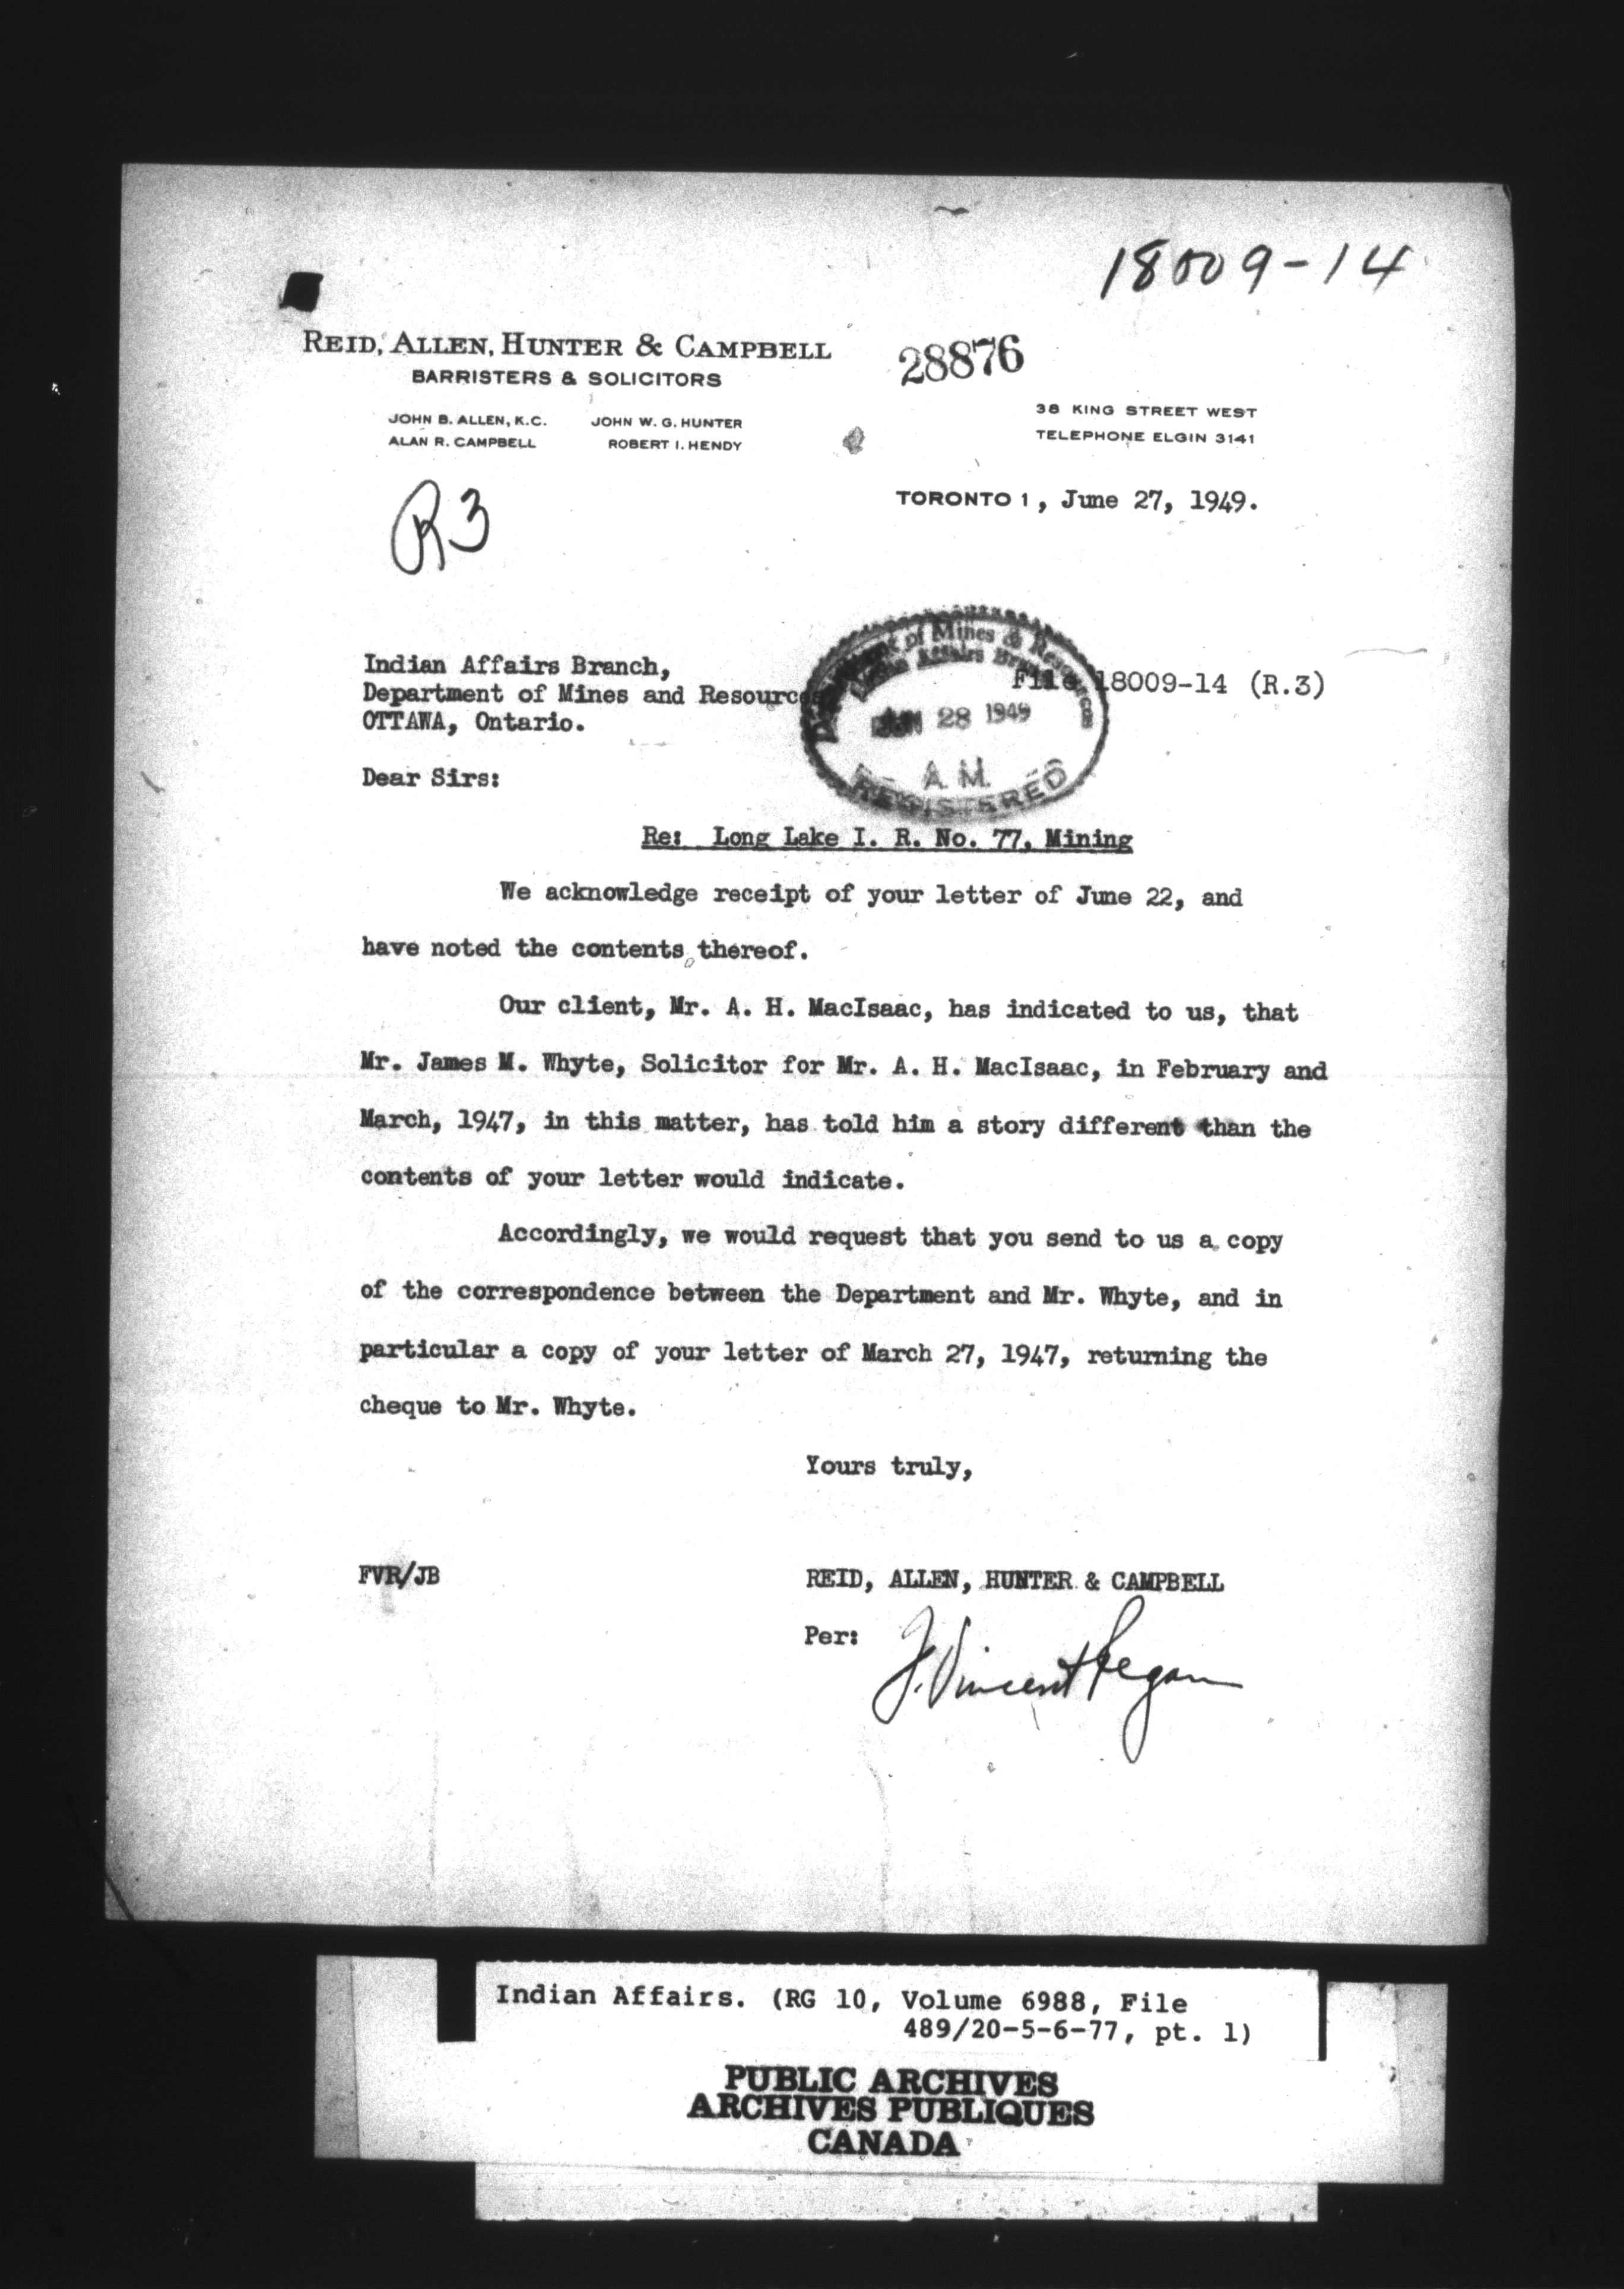 18009-14
REID, ALLEN, HUNTER & CAMPBELL
BARRISTERS & SOLICITORS
28876
JOHN B. ALLEN, K.C. JOHN W. G. HUNTER
ALAN R. CAMPBELL ROBERT I. HENDY
38 KING STREET WEST
TELEPHONE ELGIN 3141
TORONTO 1, June 27, 1949.
R3
Indian Affairs Branch,
Department of Mines and Resources
OTTAWA, Ontario.
File 18009-14 (R.3)
Department of Mines & Resources
Indian Affairs Branch
JUN 28 1949
A. M.
REGISTERED
Dear Sirs:
Re: Long Lake I. R. No. 77, Mining
We acknowledge receipt of your letter of June 22, and
have noted the contents thereof.
Our client, Mr. A. H. MacIsaac, has indicated to us, that
Mr. James M. Whyte, Solicitor for Mr. A. H. MacIsaac, in February and
March, 1947, in this matter, has told him a story different than the
contents of your letter would indicate.
Accordingly, we would request that you send to us a copy
of the correspondence between the Department and Mr. Whyte, and in
particular a copy of your letter of March 27, 1947, returning the
cheque to Mr. Whyte.
Yours truly,
FVR/JB
REID, ALLEN, HUNTER & CAMPBELL
Per: F. Vincent Regan
Indian Affairs. (RG 10, Volume 6988, File
489/20-5-6-77, pt. 1)
PUBLIC ARCHIVES
ARCHIVES PUBLIQUES
CANADA